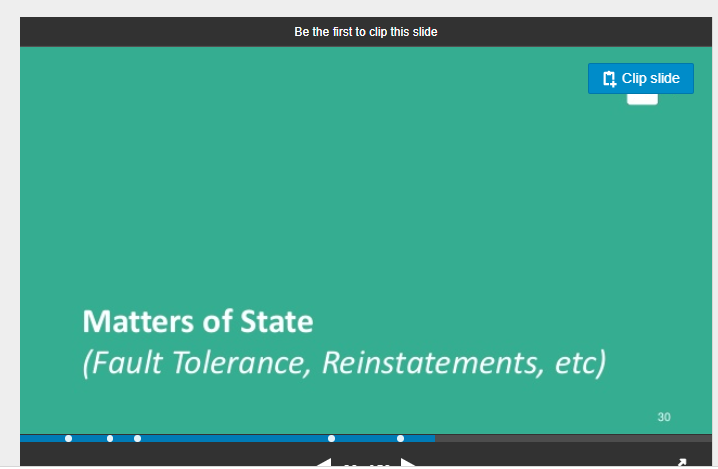 Be the first to clip this slide
Clip slide
Matters of State
(Fault Tolerance, Reinstatements, etc)
30